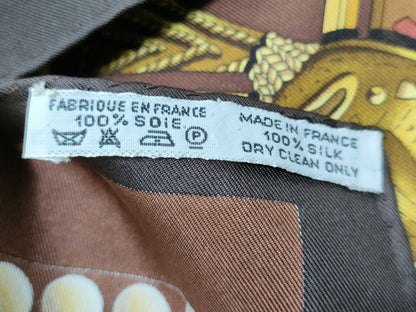 FABRIQUE EN FRANCE
100% SOIE
P
MADE IN FRANCE
100% SILK
DRY CLEAN ONLY